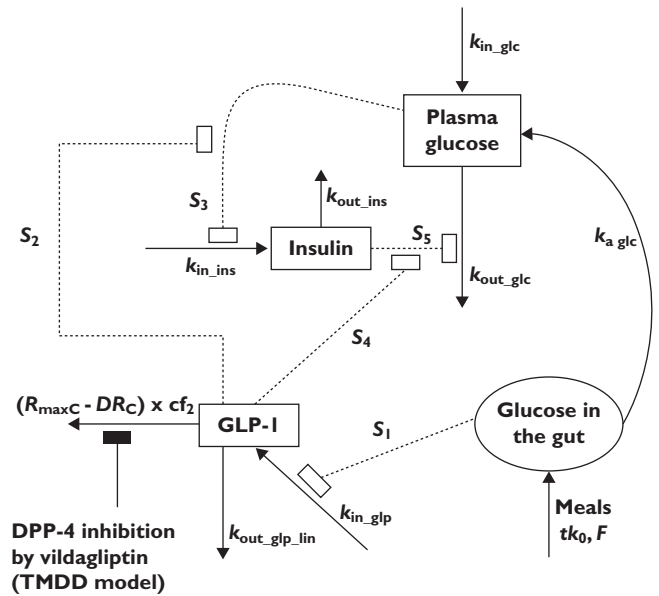 k_in_glc
Plasma
glucose
S_3
k_out_ins
S_2
Insulin
S_5
k_in_ins
k_a glc
k_out_glc
S_4
(R_maxC - DR_C) x cf_2
GLP-1
S_1
Glucose in
the gut
k_in_glp
k_out_glp_lin
DPP-4 inhibition
by vildagliptin
(TMDD model)
Meals
tk_0, F